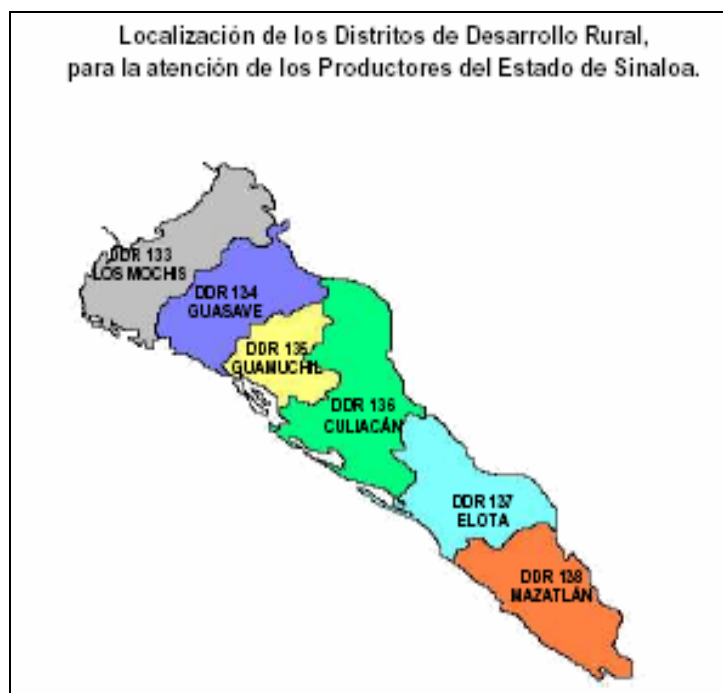 Localización de los Distritos de Desarrollo Rural,
para la atención de los Productores del Estado de Sinaloa.
DDR 133
LOS MOCHIS
DDR 134
GUASAVE
DDR 135
GUAMUCHIL
DDR 136
CULIACÁN
DDR 137
ELOTA
DDR 138
MAZATLÁN